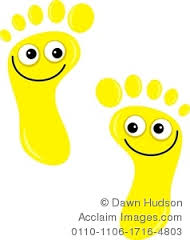 © Dawn Hudson
Acclaim Images.com
0110-1106-1716-4803